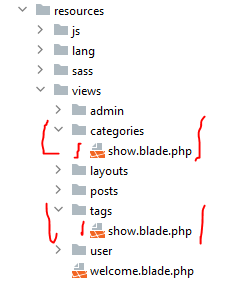 resources
js
lang
sass
views
admin
categories
show.blade.php
layouts
posts
tags
show.blade.php
user
welcome.blade.php